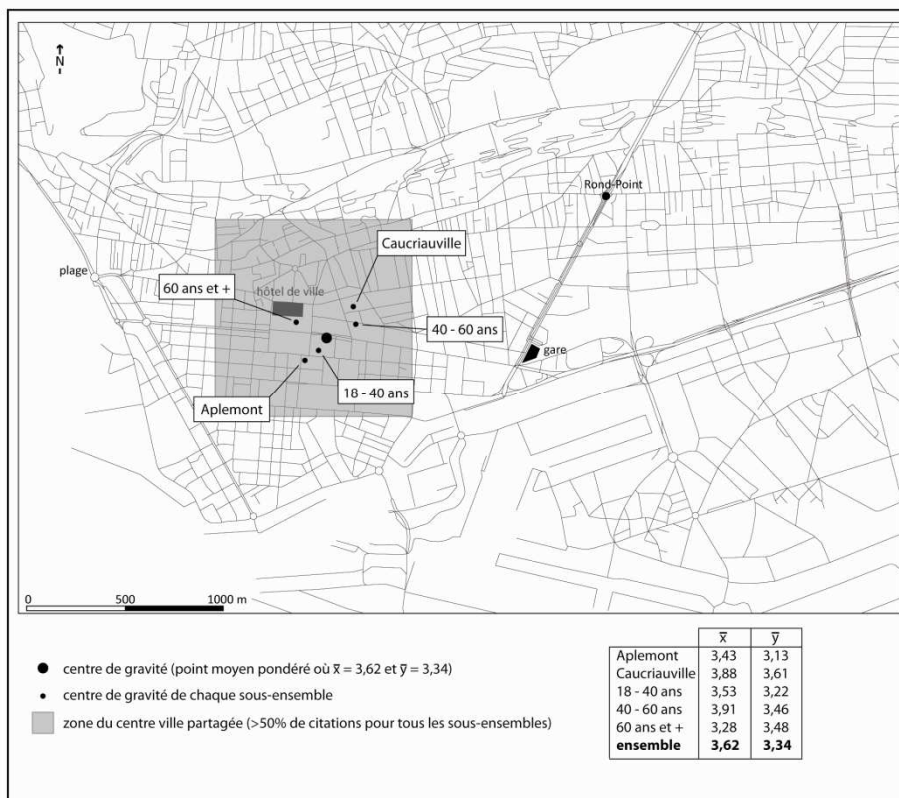 N
Rond-Point
Caucriauville
plage
60 ans et +
hôtel de ville
40 - 60 ans
gare
18 - 40 ans
Aplemont
0 500 1000 m
centre de gravité (point moyen pondéré où x̅ = 3,62 et y̅ = 3,34)
centre de gravité de chaque sous-ensemble
zone du centre ville partagée (>50% de citations pour tous les sous-ensembles)
x̅ y̅
Aplemont 3,43 3,13
Caucriauville 3,88 3,61
18 - 40 ans 3,53 3,22
40 - 60 ans 3,91 3,46
60 ans et + 3,28 3,48
ensemble 3,62 3,34